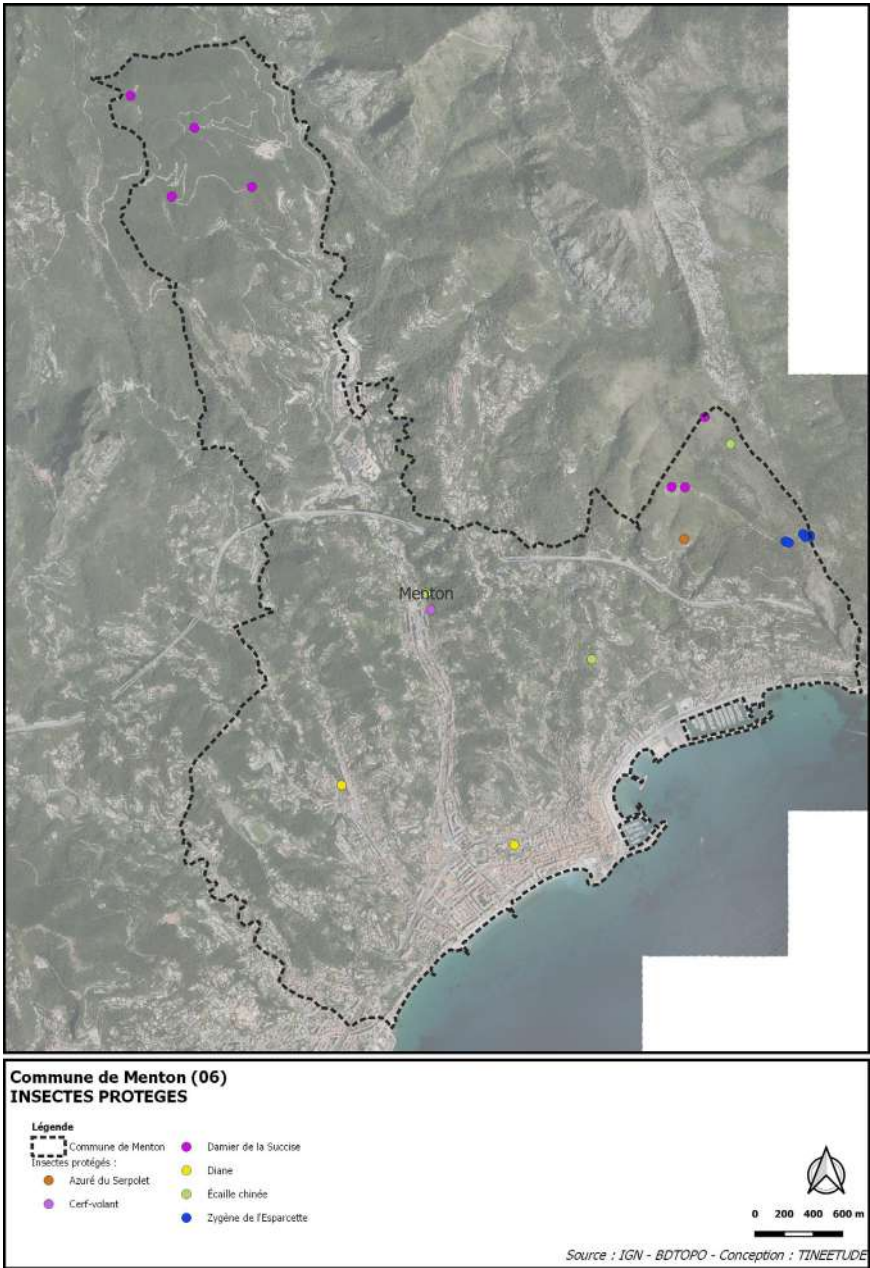 Menton
Commune de Menton (06)
INSECTES PROTEGES
Légende
Commune de Menton
Insectes protégés :
Azuré du Serpolet
Cerf-volant
Damier de la Succise
Diane
Écaille chinée
Zygène de l'Esparcette
0 200 400 600 m
Source : IGN - BDTOPO - Conception : TINEETUDE